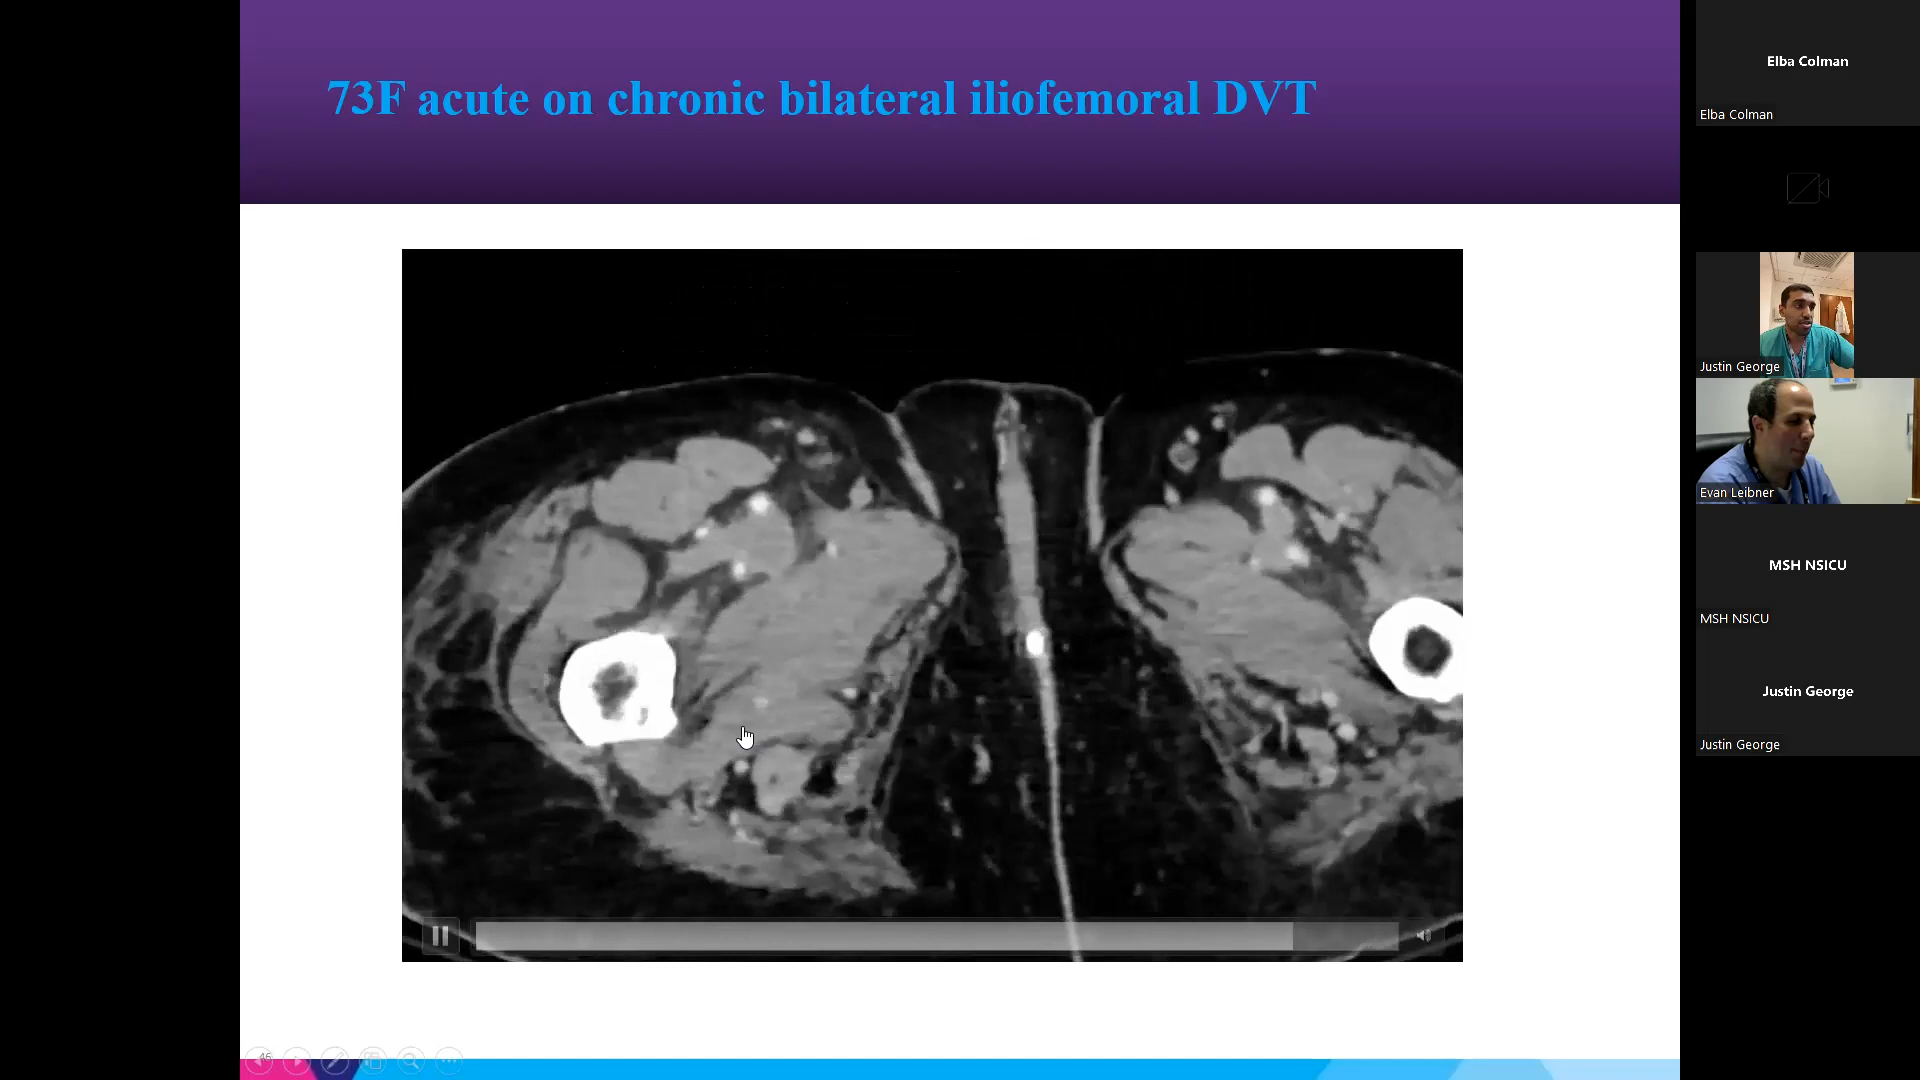 73F acute on chronic bilateral iliofemoral DVT
46
Elba Colman
Elba Colman
Justin George
Evan Leibner
MSH NSICU
MSH NSICU
Justin George
Justin George